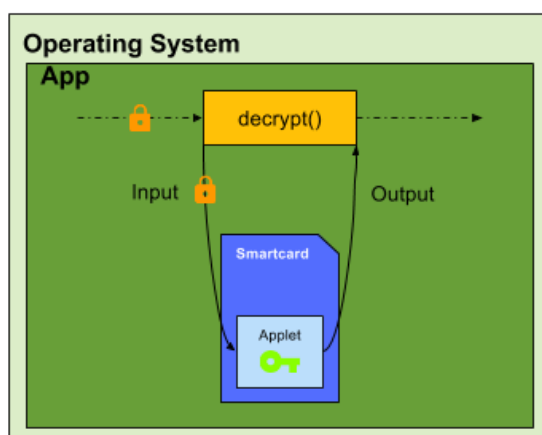 Operating System
App
decrypt()
Input
Output
Smartcard
Applet